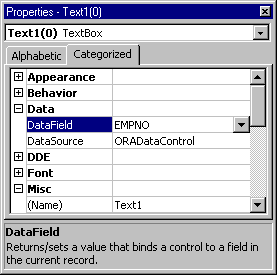 Properties - Text1(0)
Text1(0) TextBox
Alphabetic Categorized
Appearance
Behavior
Data
DataField EMPNO
DataSource ORADataControl
DDE
Font
Misc
(Name) Text1
DataField
Returns/sets a value that binds a control to a field in
the current record.